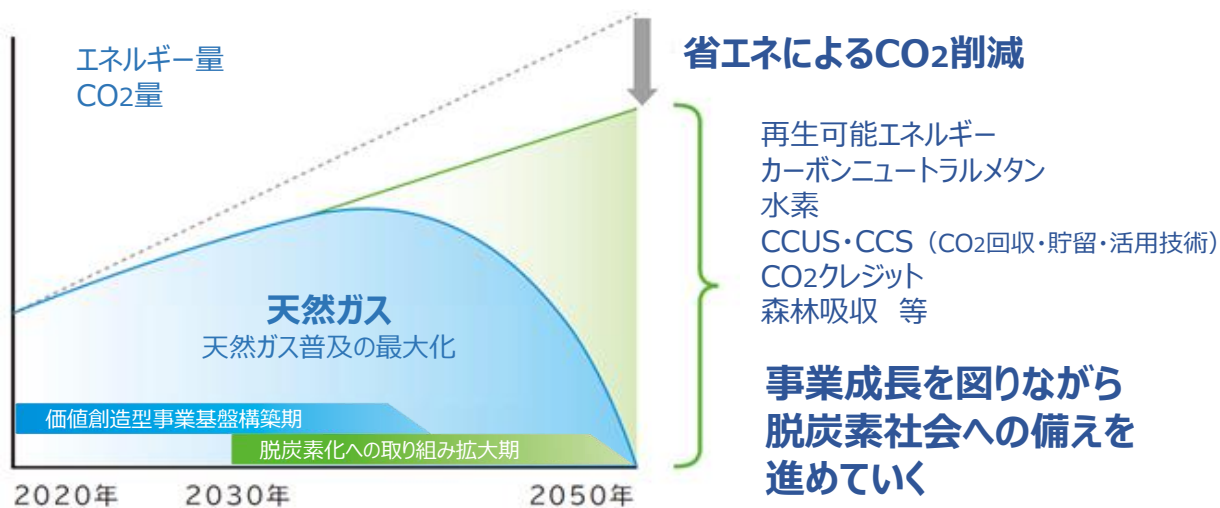 エネルギー量
CO2量
省エネによるCO2削減
再生可能エネルギー
カーボンニュートラルメタン
水素
CCUS・CCS（CO2回収・貯留・活用技術）
CO2クレジット
森林吸収　等
天然ガス
天然ガス普及の最大化
事業成長を図りながら
脱炭素社会への備えを
進めていく
価値創造型事業基盤構築期
脱炭素化への取り組み拡大期
2020年
2030年
2050年